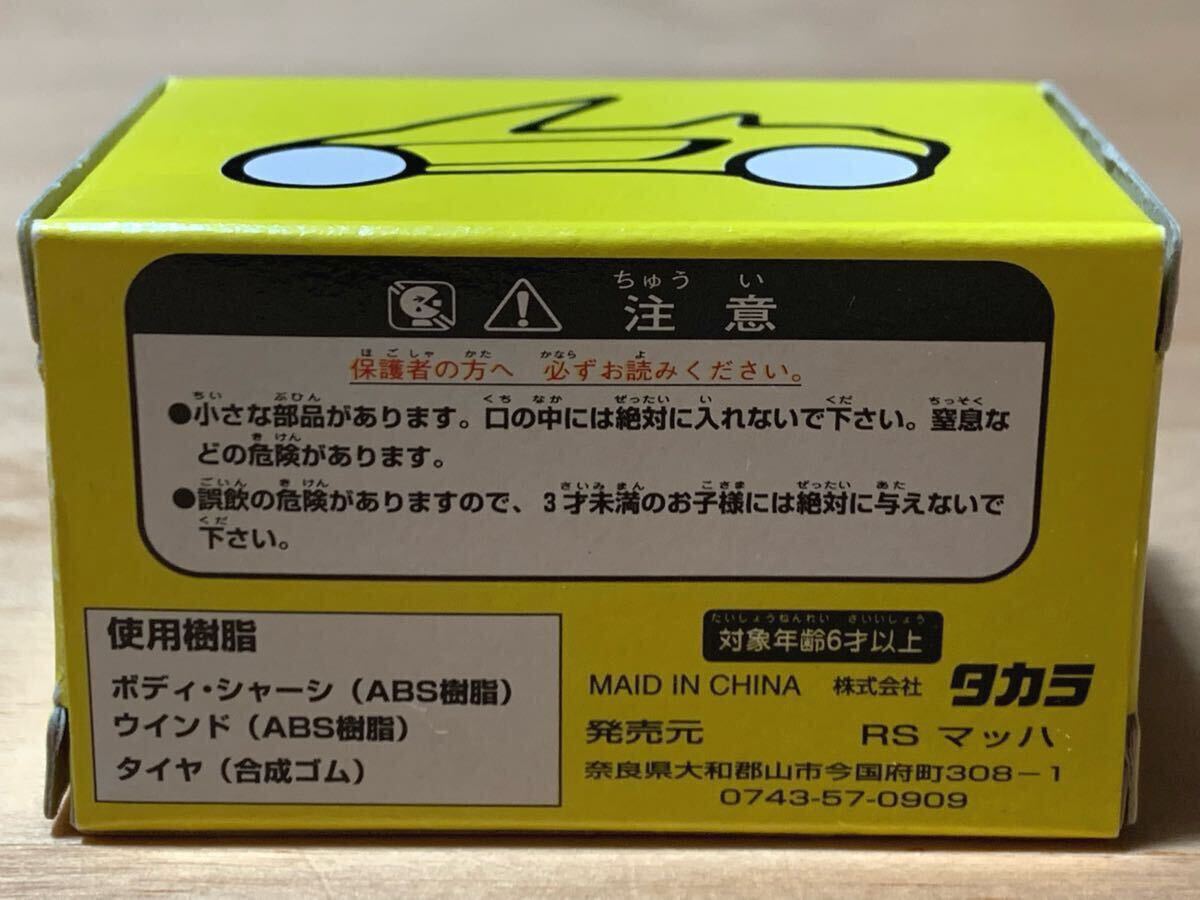 ちゅう い
注 意
ほごしゃ かた かなら よ
保護者の方へ 必ずお読みください。
ちい ぶひん くち なか ぜったい い くだ ちっそく
●小さな部品があります。口の中には絶対に入れないで下さい。窒息な
き けん
どの危険があります。
ごいん き けん さいみまん こさま ぜったい あた
●誤飲の危険がありますので、3才未満のお子様には絶対に与えないで
くだ
下さい。
使用樹脂
ボディ・シャーシ(ABS樹脂)
ウインド(ABS樹脂)
タイヤ(合成ゴム)
たいしょうねんれい さいいしょう
対象年齢6才以上
MAID IN CHINA 株式会社 タカラ
発売元 RS マッハ
奈良県大和郡山市今国府町308-1
0743-57-0909